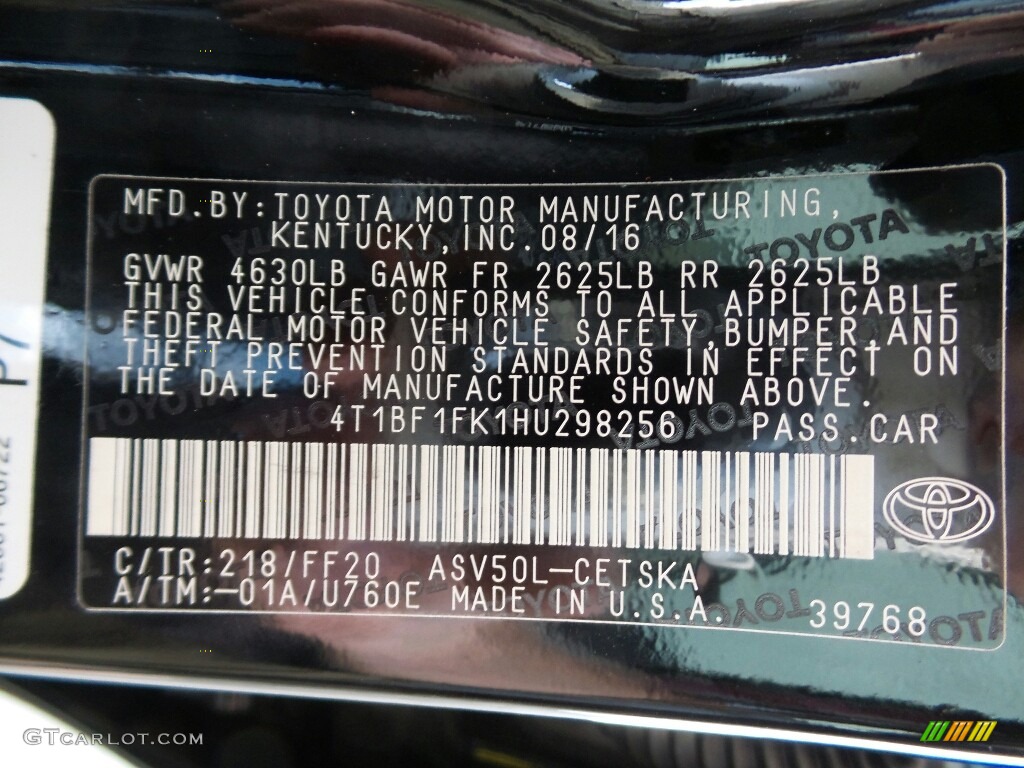 MFD.BY:TOYOTA MOTOR MANUFACTURING,
KENTUCKY,INC.08/16
GVWR 4630LB GAWR FR 2625LB RR 2625LB
THIS VEHICLE CONFORMS TO ALL APPLICABLE
FEDERAL MOTOR VEHICLE SAFETY,BUMPER,AND
THEFT PREVENTION STANDARDS IN EFFECT ON
THE DATE OF MANUFACTURE SHOWN ABOVE.
4T1BF1FK1HU298256 PASS.CAR
C/TR:218/FF20 ASV50L-CETSKA
A/TM:-01A/U760E MADE IN U.S.A. 39768
TOYOTA
GTCARLOT.COM